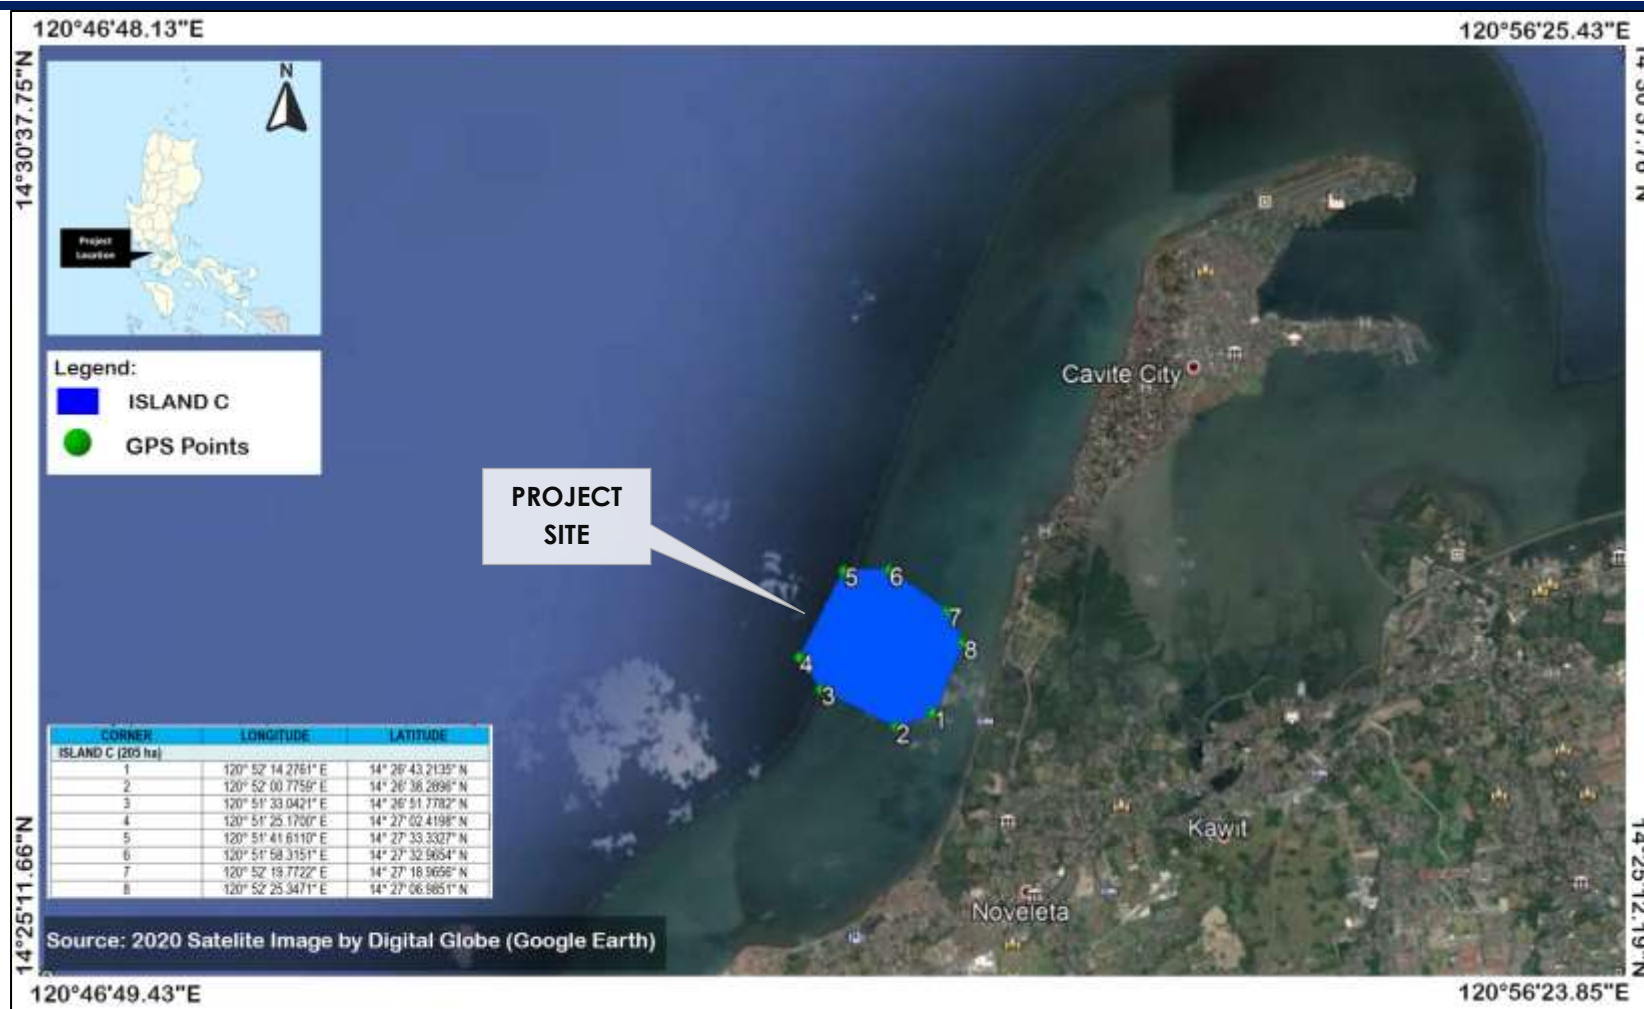 120°46'48.13"E
120°56'25.43"E
14°30'37.75"N
14°30'37.76"N
N
Project
Location
Legend:
ISLAND C
GPS Points
Cavite City
PROJECT
SITE
5 6
7
8
4
3
1
2
CORNER LONGITUDE LATITUDE
ISLAND C (205 ha)
1 120° 52' 14.2761" E 14° 26' 43.2135" N
2 120° 52' 00.7759" E 14° 26' 38.2896" N
3 120° 51' 33.0421" E 14° 26' 51.7782" N
4 120° 51' 25.1700" E 14° 27' 02.4198" N
5 120° 51' 41.6110" E 14° 27' 33.3327" N
6 120° 51' 58.3151" E 14° 27' 32.9654" N
7 120° 52' 19.7722" E 14° 27' 18.9656" N
8 120° 52' 25.3471" E 14° 27' 06.9851" N
Kawit
Noveleta
14°25'11.66"N
14°25'12.19"N
Source: 2020 Satelite Image by Digital Globe (Google Earth)
120°46'49.43"E
120°56'23.85"E